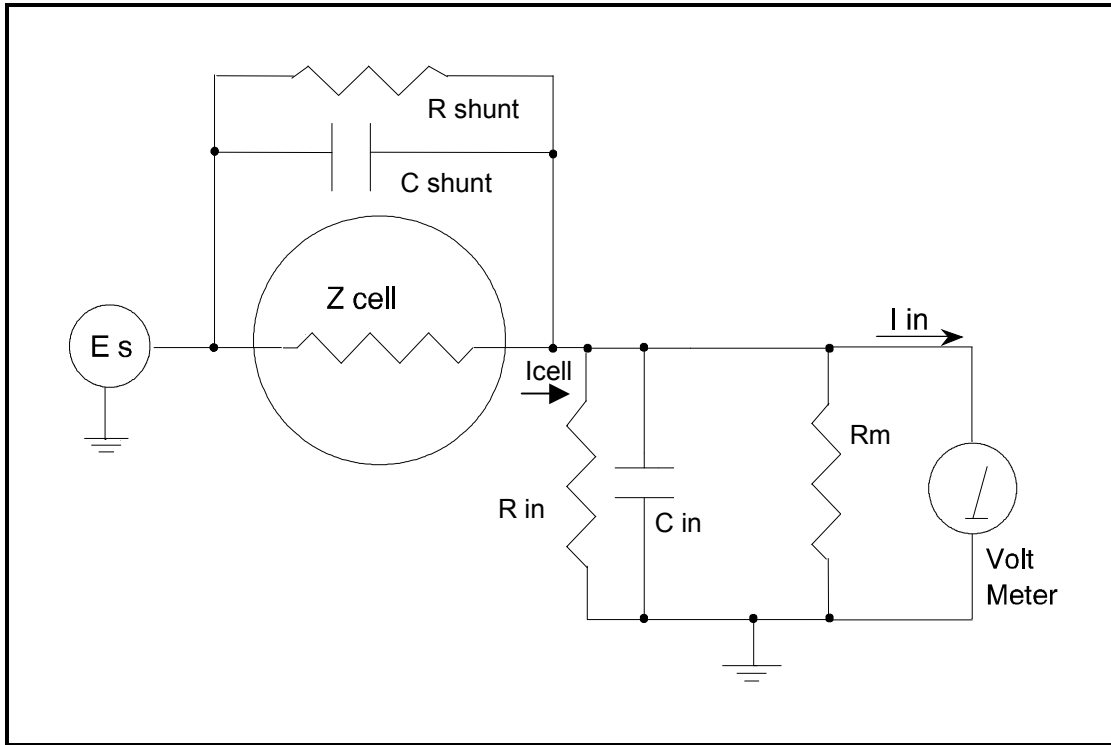 R shunt
C shunt
Z cell
E s
I in
Icell
Rm
R in
C in
Volt
Meter